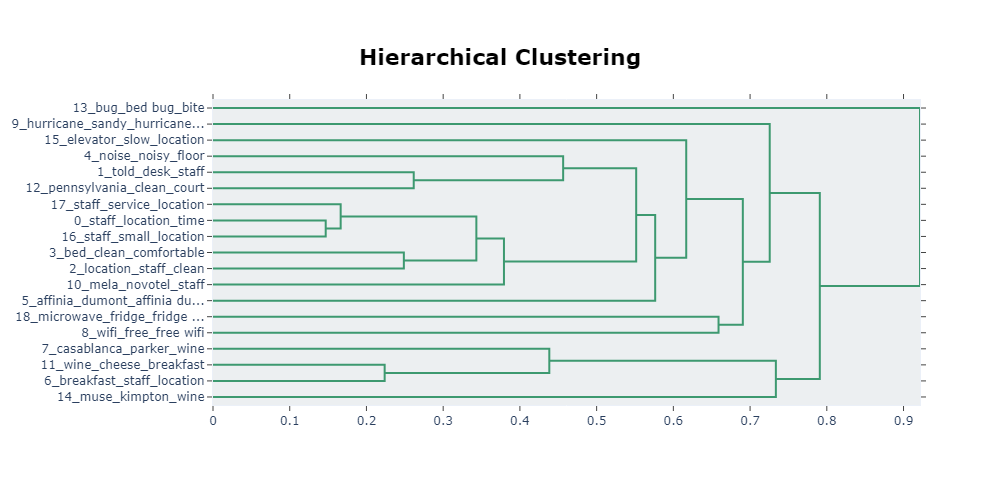 Hierarchical Clustering
13_bug_bed bug_bite
9_hurricane_sandy_hurricane...
15_elevator_slow_location
4_noise_noisy_floor
1_told_desk_staff
12_pennsylvania_clean_court
17_staff_service_location
0_staff_location_time
16_staff_small_location
3_bed_clean_comfortable
2_location_staff_clean
10_mela_novotel_staff
5_affinia_dumont_affinia du...
18_microwave_fridge_fridge ...
8_wifi_free_free wifi
7_casablanca_parker_wine
11_wine_cheese_breakfast
6_breakfast_staff_location
14_muse_kimpton_wine
0 0.1 0.2 0.3 0.4 0.5 0.6 0.7 0.8 0.9